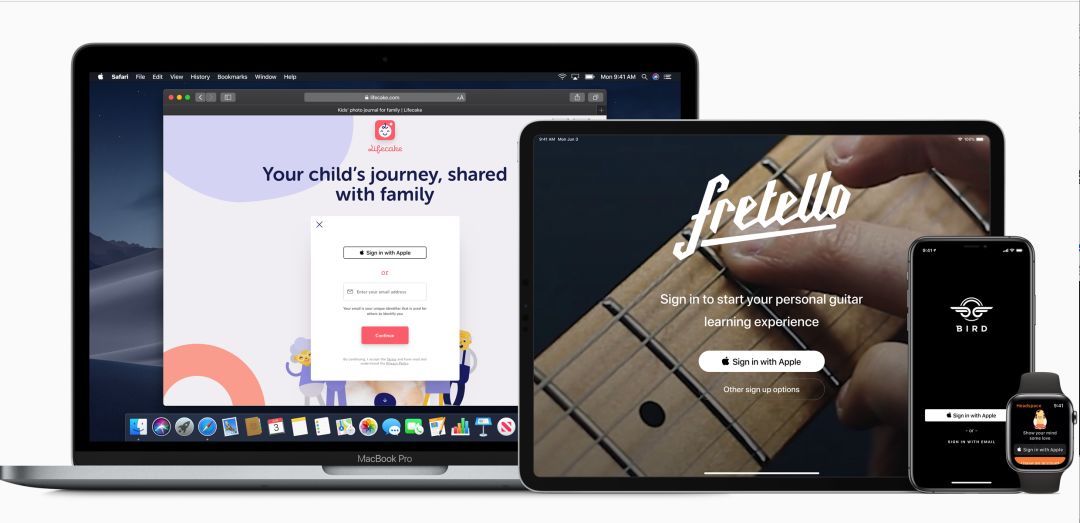 Safari File Edit View History Bookmarks Window Help
Mon 9:41 AM
lifecake.com
Kids' photo journal for family | Lifecake
Lifecake
Your child's journey, shared
with family
Sign in with Apple
or
Enter your email address
Your email is your unique identifier that is used for
others to identify you
Continue
By continuing, I accept the Terms and have read and
understood the Privacy Policy
3
MacBook Pro
9:41 AM Mon Jun 3
100%
fretello
Sign in to start your personal guitar
learning experience
Sign in with Apple
Other sign up options
9:41
BIRD
Sign in with Apple
- or -
SIGN IN WITH EMAIL
Headspace 9:41
Show your mind
some love
Sign in with Apple
I have an account